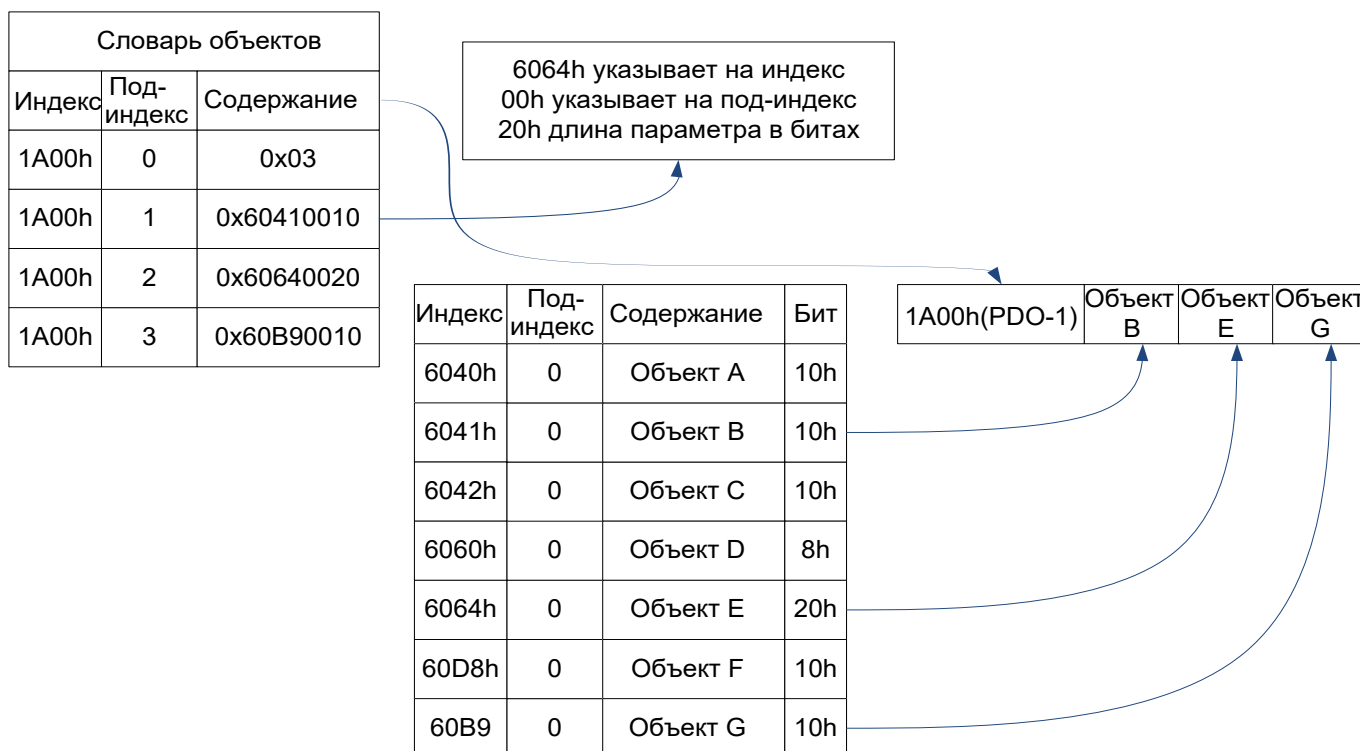 Словарь объектов
Индекс Под-индекс Содержание
1A00h 0 0x03
1A00h 1 0x60410010
1A00h 2 0x60640020
1A00h 3 0x60B90010
6064h указывает на индекс
00h указывает на под-индекс
20h длина параметра в битах
Индекс Под-индекс Содержание Бит
6040h 0 Объект A 10h
6041h 0 Объект B 10h
6042h 0 Объект C 10h
6060h 0 Объект D 8h
6064h 0 Объект E 20h
60D8h 0 Объект F 10h
60B9 0 Объект G 10h
1A00h(PDO-1) Объект B Объект E Объект G